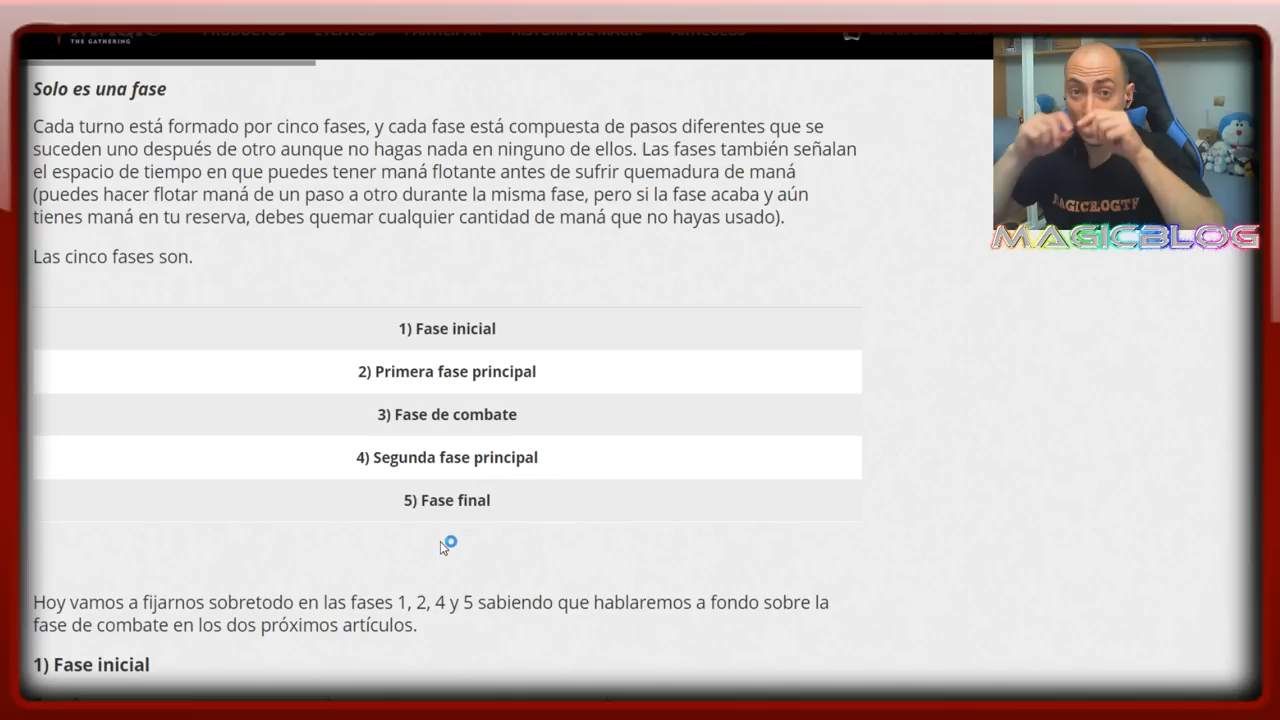 THE GATHERING
Solo es una fase
Cada turno está formado por cinco fases, y cada fase está compuesta de pasos diferentes que se
suceden uno después de otro aunque no hagas nada en ninguno de ellos. Las fases también señalan
el espacio de tiempo en que puedes tener maná flotante antes de sufrir quemadura de maná
(puedes hacer flotar maná de un paso a otro durante la misma fase, pero si la fase acaba y aún
tienes maná en tu reserva, debes quemar cualquier cantidad de maná que no hayas usado).
Las cinco fases son.
1) Fase inicial
2) Primera fase principal
3) Fase de combate
4) Segunda fase principal
5) Fase final
Hoy vamos a fijarnos sobretodo en las fases 1, 2, 4 y 5 sabiendo que hablaremos a fondo sobre la
fase de combate en los dos próximos artículos.
1) Fase inicial
MAGICBLOGTV
MAGICBLOG